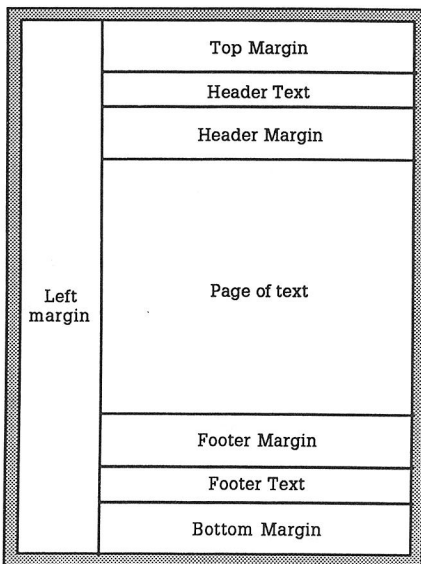 Top Margin
Header Text
Header Margin
Left
margin
Page of text
Footer Margin
Footer Text
Bottom Margin